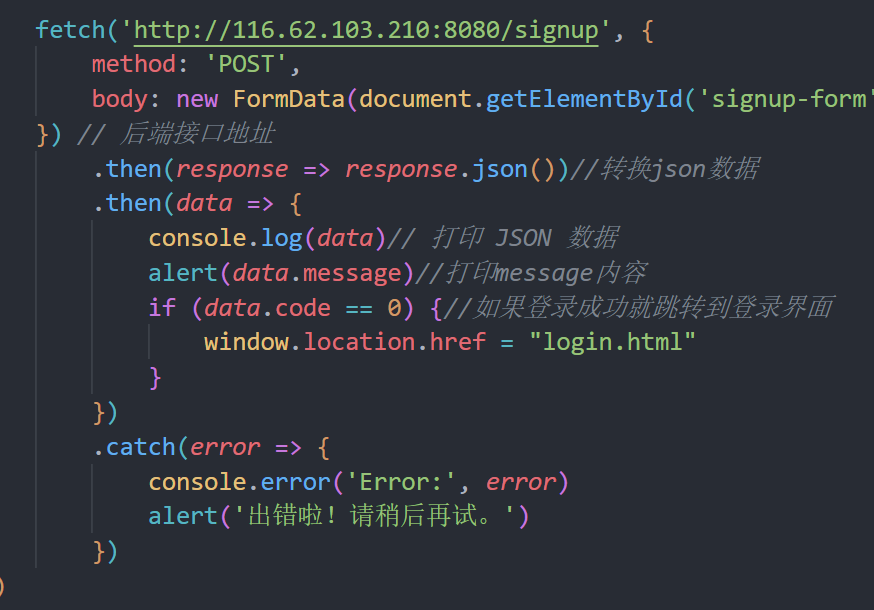 fetch('http://116.62.103.210:8080/signup', {
method: 'POST',
body: new FormData(document.getElementById('signup-form'
}) // 后端接口地址
.then(response => response.json())//转换json数据
.then(data => {
console.log(data)// 打印 JSON 数据
alert(data.message)//打印message内容
if (data.code == 0) {//如果登录成功就跳转到登录界面
window.location.href = "login.html"
}
})
.catch(error => {
console.error('Error:', error)
alert('出错啦！请稍后再试。')
})
)